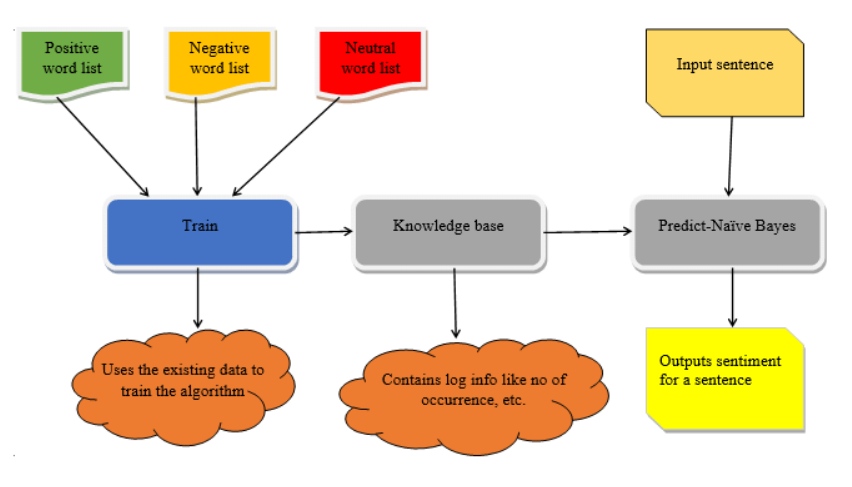 Positive
word list
Negative
word list
Neutral
word list
Input sentence
Train
Knowledge base
Predict-Naïve Bayes
Uses the existing data to
train the algorithm
Contains log info like no of
occurrence, etc.
Outputs sentiment
for a sentence